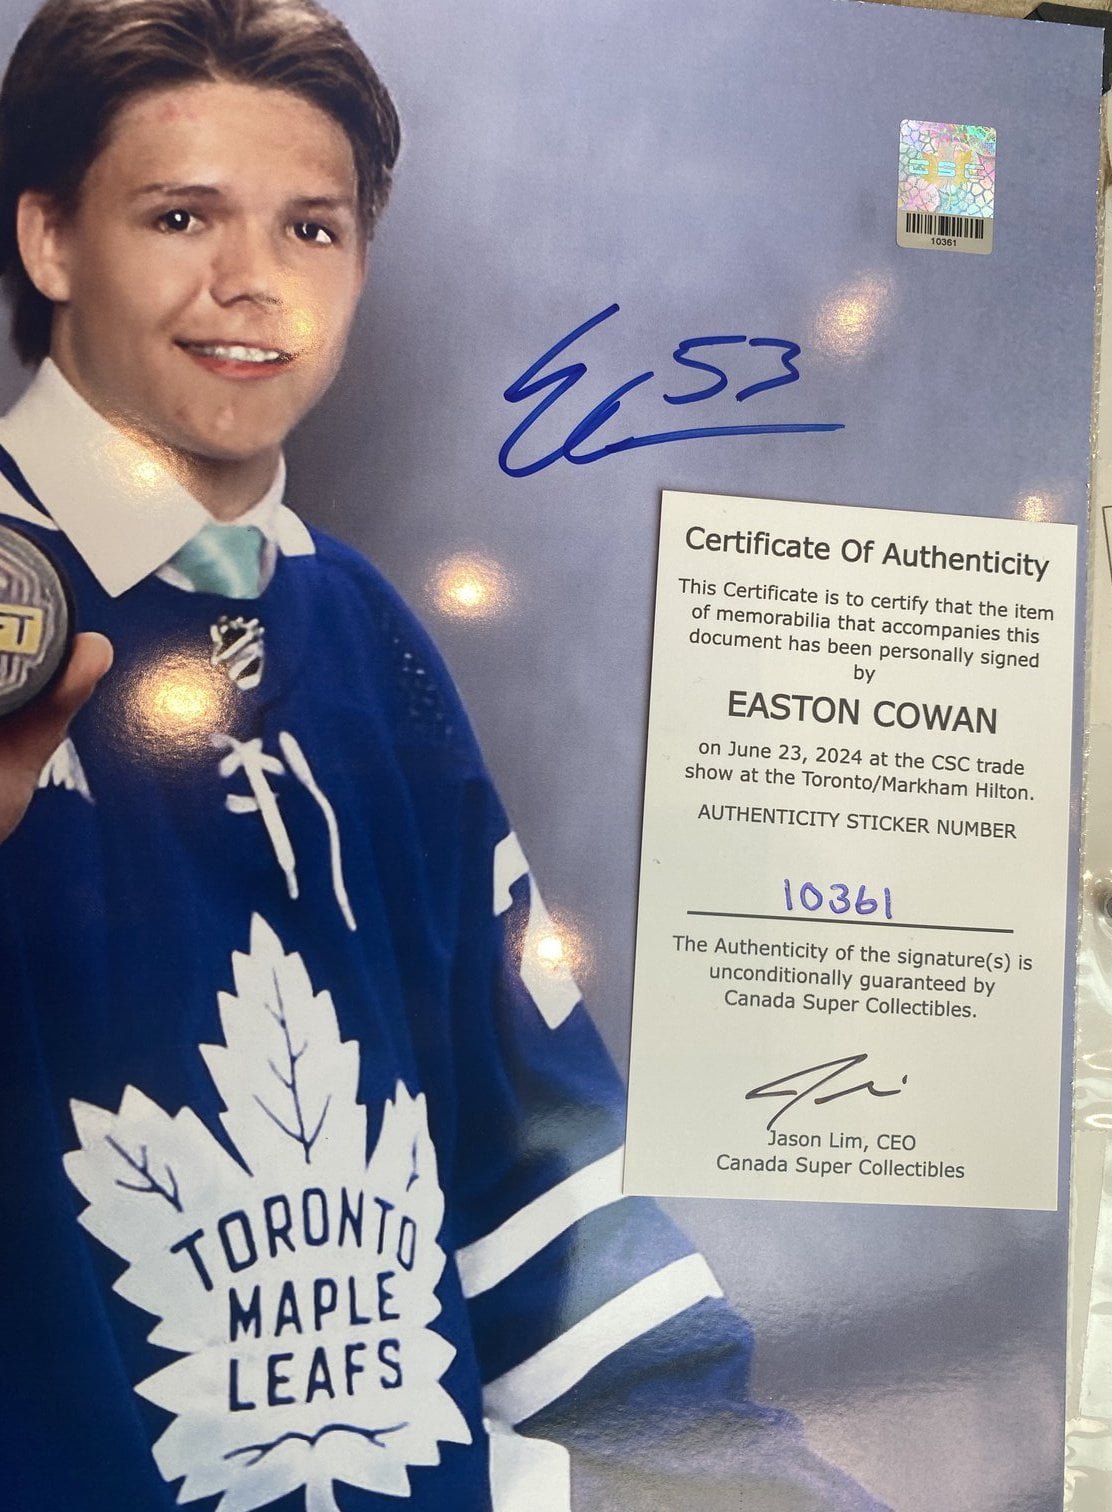 CSC
10361
53
Certificate Of Authenticity
This Certificate is to certify that the item
of memorabilia that accompanies this
document has been personally signed
by
EASTON COWAN
on June 23, 2024 at the CSC trade
show at the Toronto/Markham Hilton.
AUTHENTICITY STICKER NUMBER
10361
The Authenticity of the signature(s) is
unconditionally guaranteed by
Canada Super Collectibles.
Jason Lim, CEO
Canada Super Collectibles
TORONTO
MAPLE
LEAFS